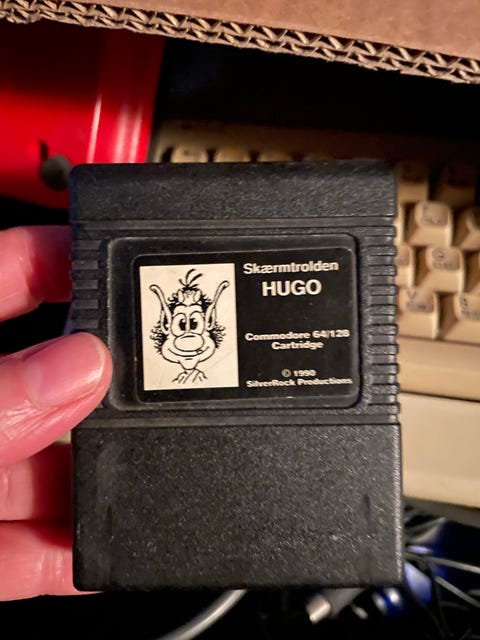 Skærmtrolden
HUGO
Commodore 64/128
Cartridge
© 1990
SilverRock Productions